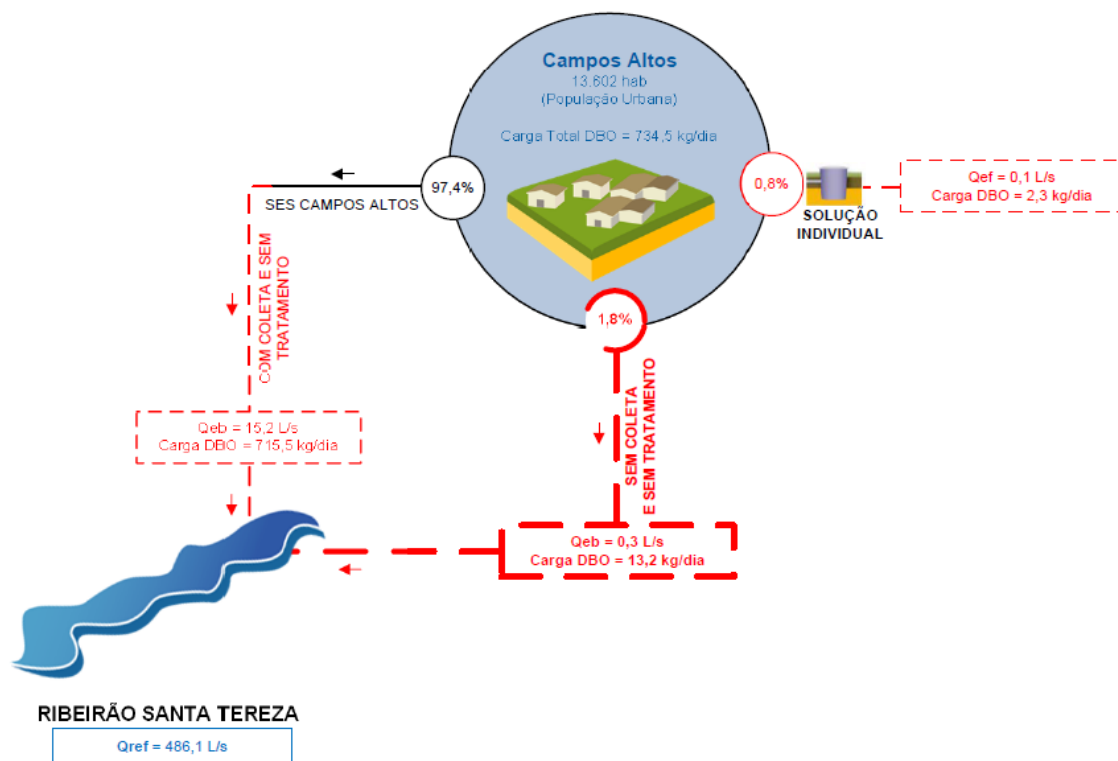 Campos Altos
13.602 hab
(População Urbana)
Carga Total DBO = 734,5 kg/dia
97,4%
SES CAMPOS ALTOS
0,8%
SOLUÇÃO
INDIVIDUAL
Qef = 0,1 L/s
Carga DBO = 2,3 kg/dia
1,8%
COM COLETA E SEM
TRATAMENTO
SEM COLETA
E SEM TRATAMENTO
Qeb = 15,2 L/s
Carga DBO = 715,5 kg/dia
Qeb = 0,3 L/s
Carga DBO = 13,2 kg/dia
RIBEIRÃO SANTA TEREZA
Qref = 486,1 L/s